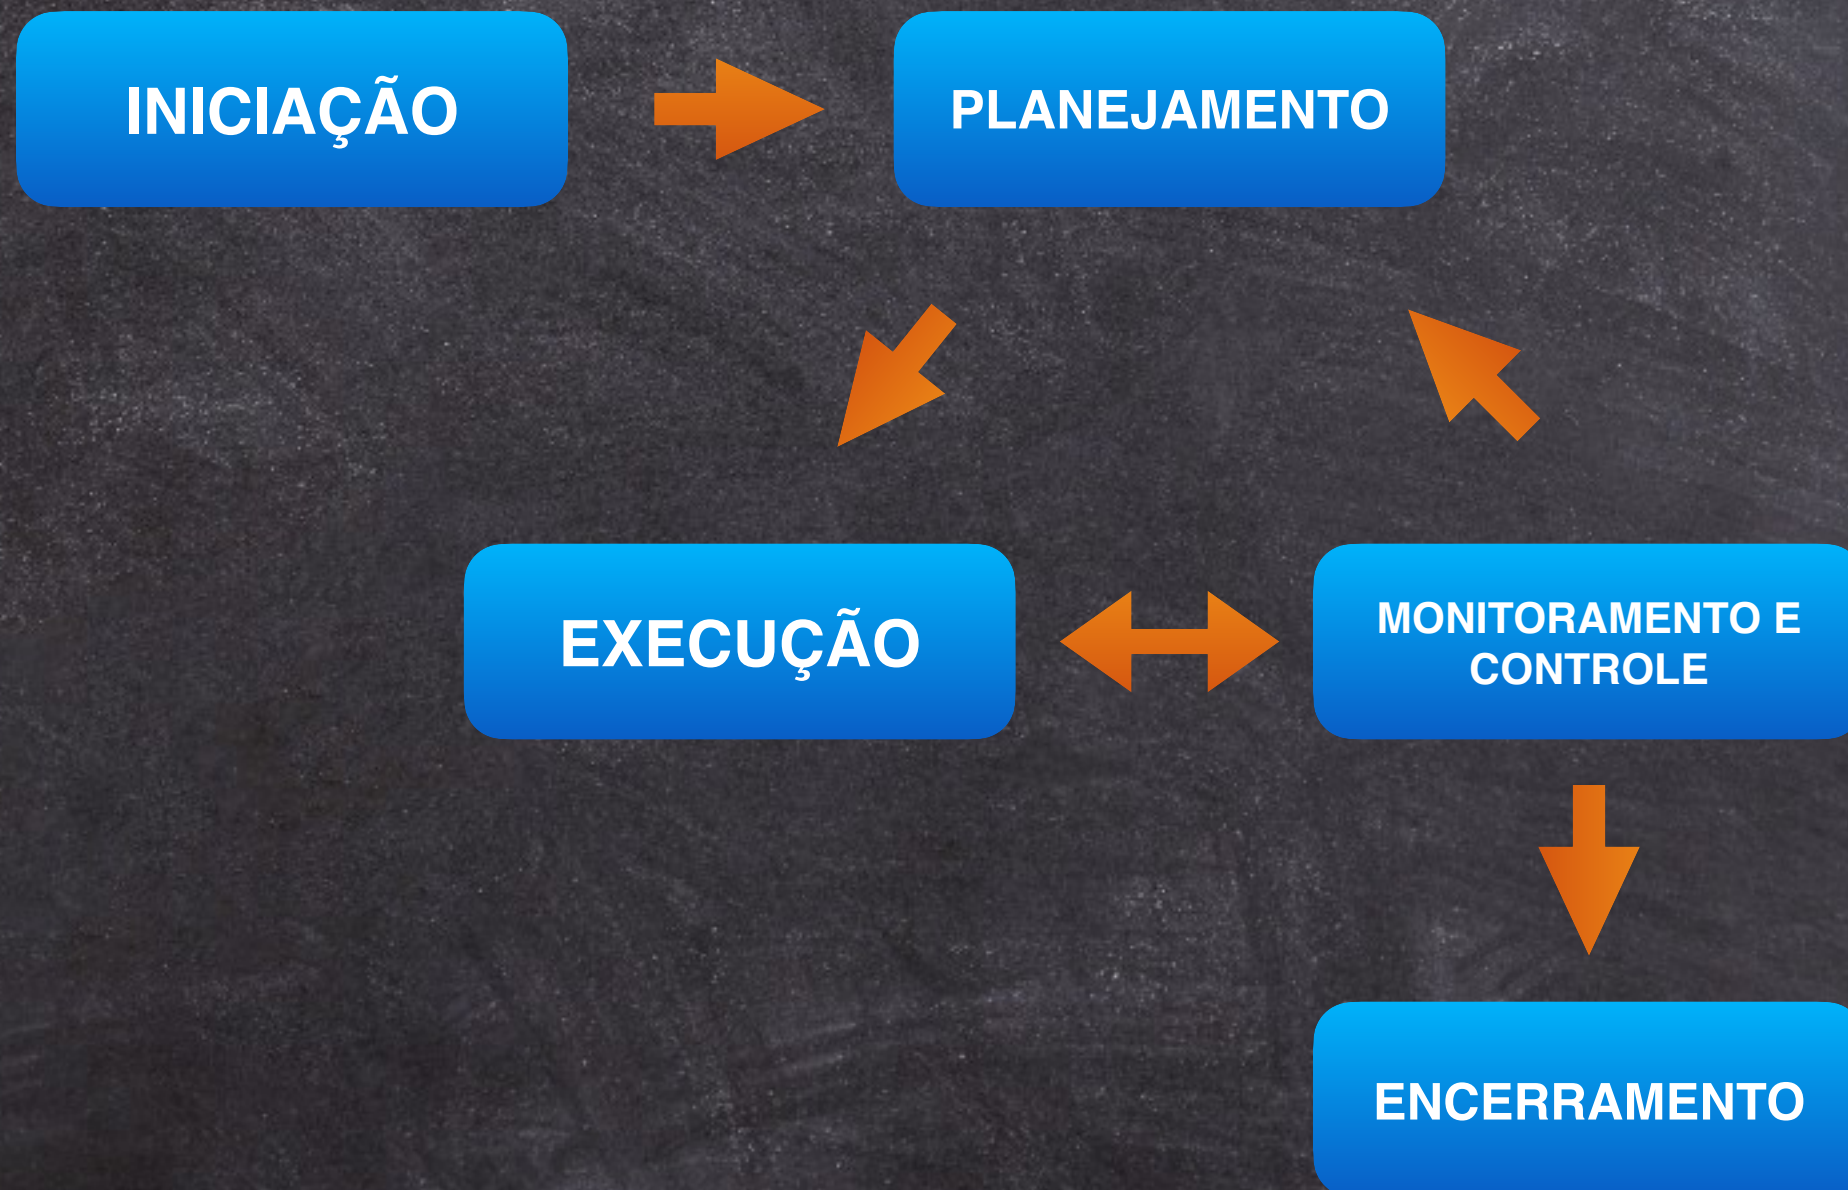 INICIAÇÃO
PLANEJAMENTO
EXECUÇÃO
MONITORAMENTO E
CONTROLE
ENCERRAMENTO